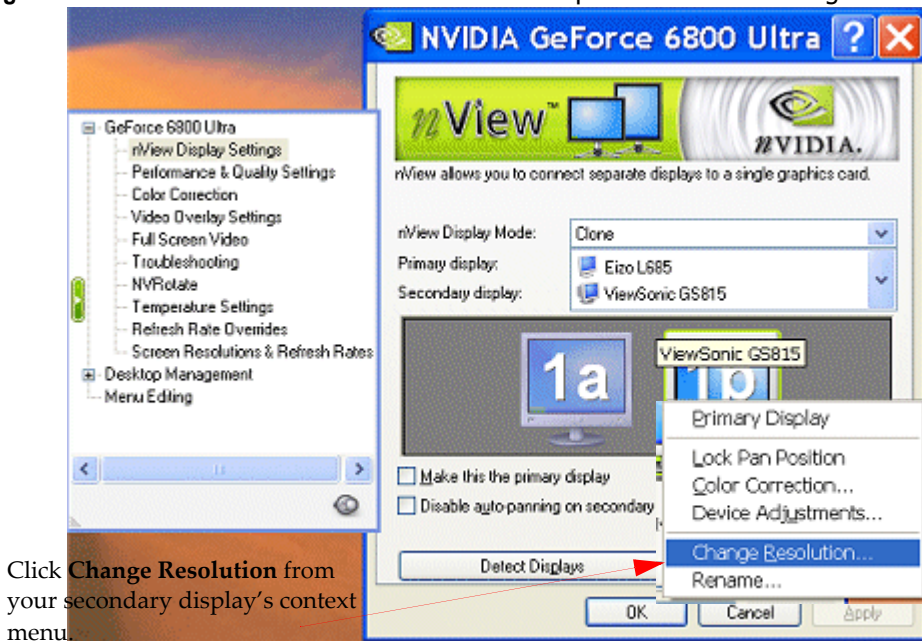 NVIDIA GeForce 6800 Ultra
nView™
nVIDIA.
nView allows you to connect separate displays to a single graphics card.
GeForce 6800 Ultra
nView Display Settings
Performance & Quality Settings
Color Correction
Video Overlay Settings
Full Screen Video
Troubleshooting
NVRotate
Temperature Settings
Refresh Rate Overrides
Screen Resolutions & Refresh Rates
Desktop Management
Menu Editing
nView Display Mode: Clone
Primary display: Eizo L685
Secondary display: ViewSonic GS815
ViewSonic GS815
1a
1b
Primary Display
Lock Pan Position
Color Correction...
Device Adjustments...
Change Resolution...
Rename...
Make this the primary display
Disable auto-panning on secondary
Detect Displays
OK Cancel Apply
Click Change Resolution from
your secondary display's context
menu.